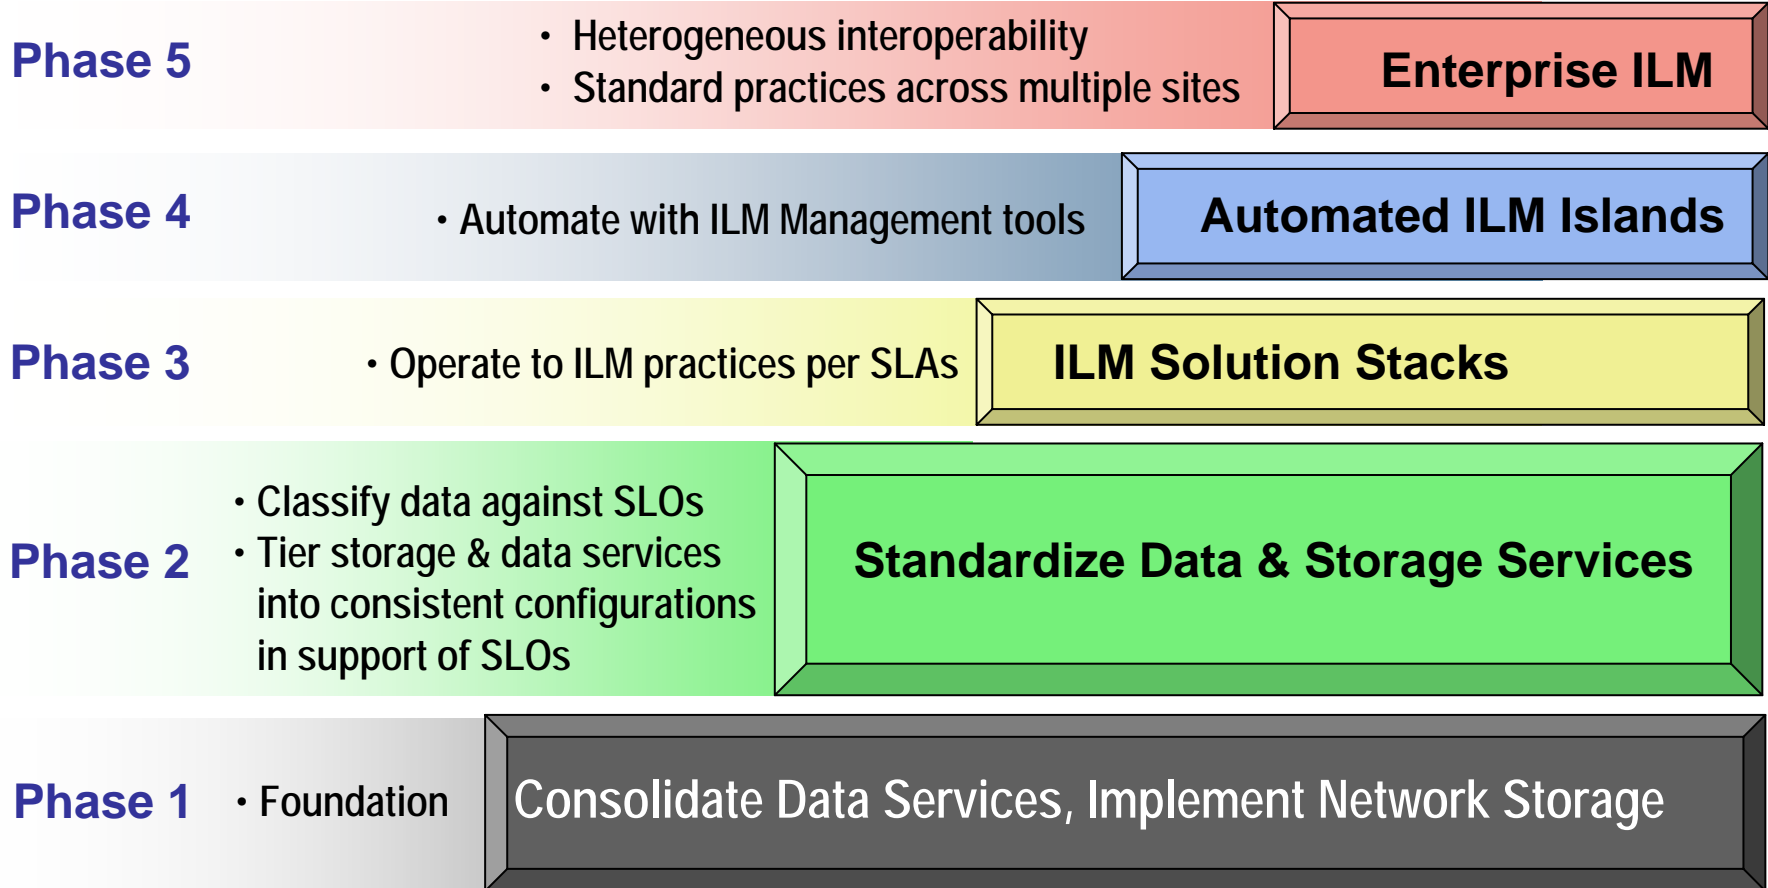 Phase 5
• Heterogeneous interoperability
• Standard practices across multiple sites
Enterprise ILM
Phase 4
• Automate with ILM Management tools
Automated ILM Islands
Phase 3
• Operate to ILM practices per SLAs
ILM Solution Stacks
Phase 2
• Classify data against SLOs
• Tier storage & data services
into consistent configurations
in support of SLOs
Standardize Data & Storage Services
Phase 1
• Foundation
Consolidate Data Services, Implement Network Storage